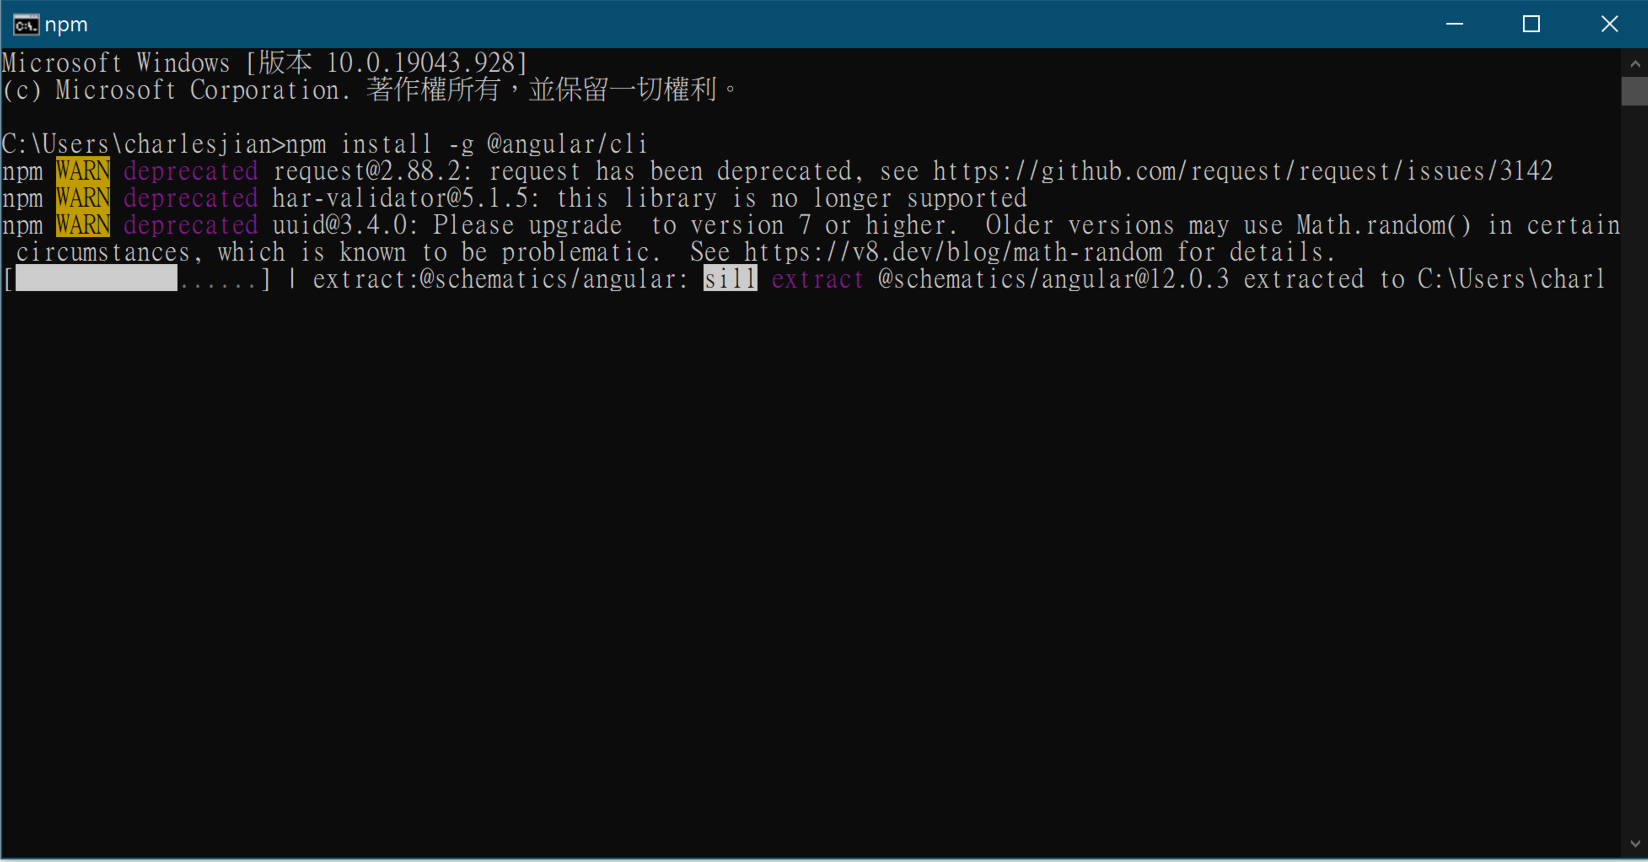 npm
Microsoft Windows [版本 10.0.19043.928]
(c) Microsoft Corporation. 著作權所有，並保留一切權利。
C:\Users\charlesjian>npm install -g @angular/cli
npm WARN deprecated request@2.88.2: request has been deprecated, see https://github.com/request/request/issues/3142
npm WARN deprecated har-validator@5.1.5: this library is no longer supported
npm WARN deprecated uuid@3.4.0: Please upgrade  to version 7 or higher.  Older versions may use Math.random() in certain
 circumstances, which is known to be problematic.  See https://v8.dev/blog/math-random for details.
[            ......] | extract:@schematics/angular: sill extract @schematics/angular@12.0.3 extracted to C:\Users\charl